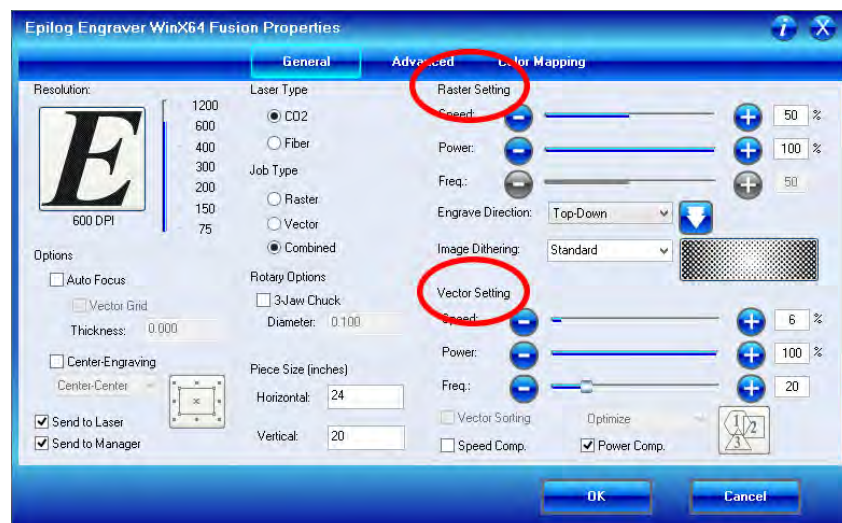 Epilog Engraver WinX64 Fusion Properties
i X
General Advanced Color Mapping
Resolution:
E
1200
600
400
300
200
150
75
600 DPI
Options
Auto Focus
Vector Grid
Thickness: 0.000
Center-Engraving
Center-Center
Send to Laser
Send to Manager
Laser Type
CO2
Fiber
Job Type
Raster
Vector
Combined
Rotary Options
3-Jaw Chuck
Diameter: 0.100
Piece Size (inches)
Horizontal: 24
Vertical: 20
Raster Setting
Speed: 50 %
Power: 100 %
Freq.: 50
Engrave Direction: Top-Down
Image Dithering: Standard
Vector Setting
Speed: 6 %
Power: 100 %
Freq.: 20
Vector Sorting Optimize
1 2
3
Speed Comp. Power Comp.
OK Cancel